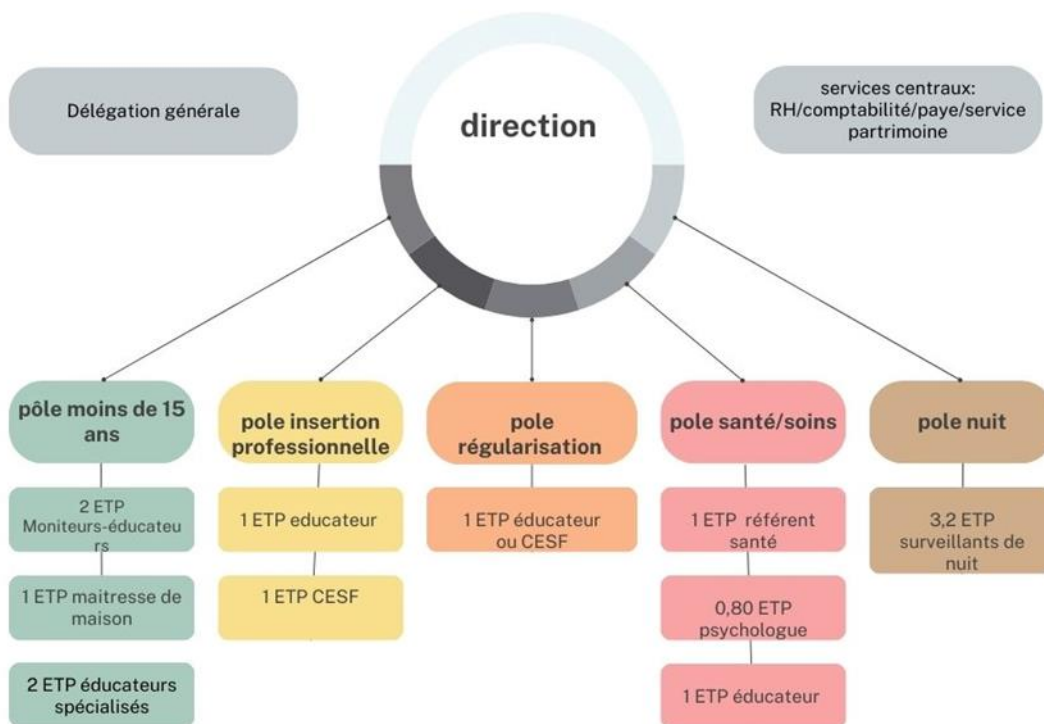 Délégation générale
direction
services centraux:
RH/comptabilité/paye/service
partrimoine
pôle moins de 15
ans
pole insertion
professionnelle
pole
régularisation
pole santé/soins
pole nuit
2 ETP
Moniteurs-éducateu
rs
1 ETP educateur
1 ETP éducateur
ou CESF
1 ETP référent
santé
3,2 ETP
surveillants de
nuit
1 ETP maitresse de
maison
1 ETP CESF
0,80 ETP
psychologue
2 ETP éducateurs
spécialisés
1 ETP éducateur